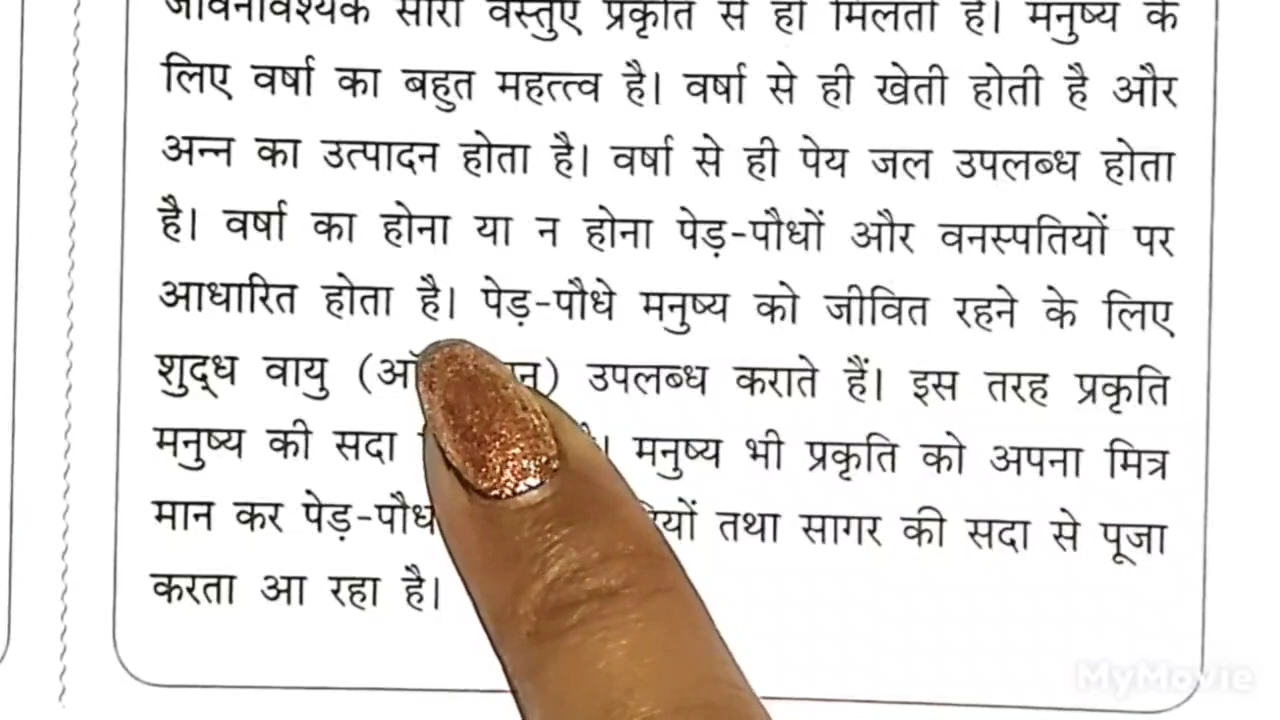 जीवनावश्यक सारी वस्तुएँ प्रकृति से ही मिलती हैं। मनुष्य के
लिए वर्षा का बहुत महत्त्व है। वर्षा से ही खेती होती है और
अन्न का उत्पादन होता है। वर्षा से ही पेय जल उपलब्ध होता
है। वर्षा का होना या न होना पेड़-पौधों और वनस्पतियों पर
आधारित होता है। पेड़-पौधे मनुष्य को जीवित रहने के लिए
शुद्ध वायु उपलब्ध कराते हैं। इस तरह प्रकृति
मनुष्य की सदा मनुष्य भी प्रकृति को अपना मित्र
मान कर तथा सागर की सदा से पूजा
करता आ रहा है।
MyMovie